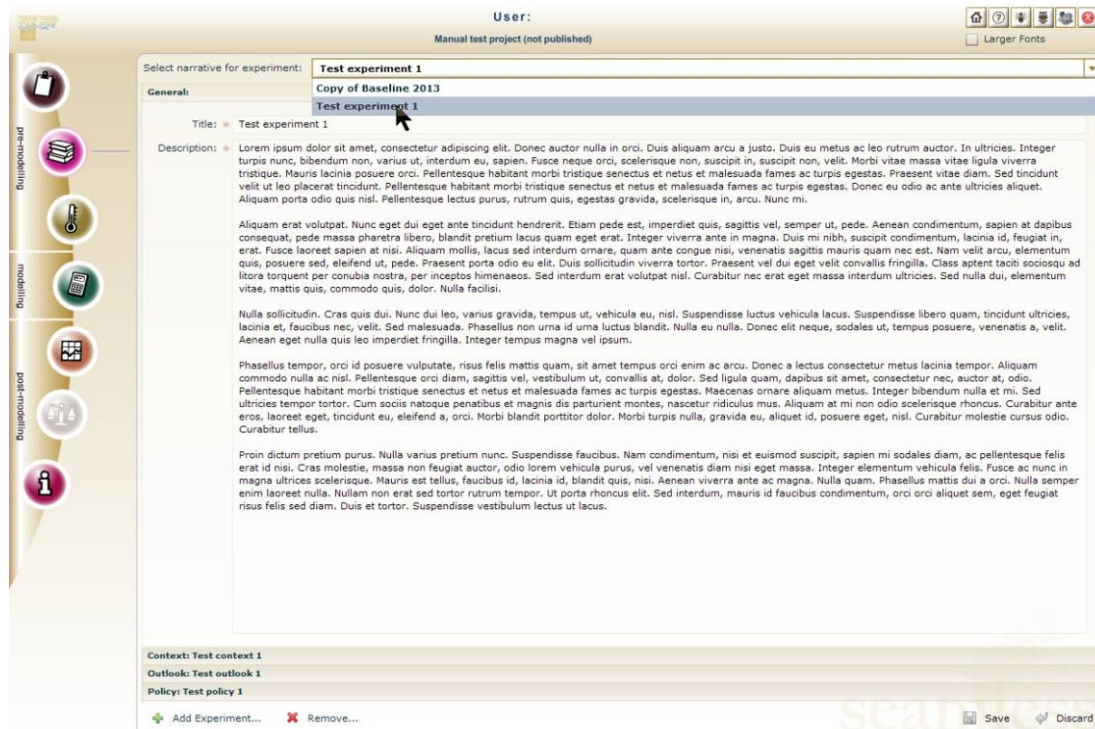 User:
Manual test project (not published)
Larger Fonts
Select narrative for experiment: Test experiment 1
Copy of Baseline 2013
Test experiment 1
General:
Title: * Test experiment 1
Description: * Lorem ipsum dolor sit amet, consectetur adipiscing elit. Donec auctor nulla in orci. Duis aliquam arcu a justo. Duis eu metus ac leo rutrum auctor. In ultricies. Integer
turpis nunc, bibendum non, varius ut, interdum eu, sapien. Fusce neque orci, scelerisque non, suscipit in, suscipit non, velit. Morbi vitae massa vitae ligula viverra
tristique. Mauris lacinia posuere orci. Pellentesque habitant morbi tristique senectus et netus et malesuada fames ac turpis egestas. Praesent vitae diam. Sed tincidunt
velit ut leo placerat tincidunt. Pellentesque habitant morbi tristique senectus et netus et malesuada fames ac turpis egestas. Donec eu odio ac ante ultricies aliquet.
Aliquam porta odio quis nisl. Pellentesque lectus purus, rutrum quis, egestas gravida, scelerisque in, arcu. Nunc mi.
Aliquam erat volutpat. Nunc eget dui eget ante tincidunt hendrerit. Etiam pede est, imperdiet quis, sagittis vel, semper ut, pede. Aenean condimentum, sapien at dapibus
consequat, pede massa pharetra libero, blandit pretium lacus quam eget erat. Integer viverra ante in magna. Duis mi nibh, suscipit condimentum, lacinia id, feugiat in,
erat. Fusce laoreet sapien at nisi. Aliquam mollis, lacus sed interdum ornare, quam ante congue nisi, venenatis sagittis mauris quam nec est. Nam velit arcu, elementum
quis, posuere sed, eleifend ut, pede. Praesent porta odio eu elit. Duis sollicitudin viverra tortor. Praesent vel dui eget velit convallis fringilla. Class aptent taciti sociosqu ad
litora torquent per conubia nostra, per inceptos himenaeos. Sed interdum erat volutpat nisl. Curabitur nec erat eget massa interdum ultricies. Sed nulla dui, elementum
vitae, mattis quis, commodo quis, dolor. Nulla facilisi.
Nulla sollicitudin. Cras quis dui. Nunc dui leo, varius gravida, tempus ut, vehicula eu, nisl. Suspendisse luctus vehicula lacus. Suspendisse libero quam, tincidunt ultricies,
lacinia et, faucibus nec, velit. Sed malesuada. Phasellus non urna id urna luctus blandit. Nulla eu nulla. Donec elit neque, sodales ut, tempus posuere, venenatis a, velit.
Aenean eget nulla quis leo imperdiet fringilla. Integer tempus magna vel ipsum.
Phasellus tempor, orci id posuere vulputate, risus felis mattis quam, sit amet tempus orci enim ac arcu. Donec a lectus consectetur metus lacinia tempor. Aliquam
commodo nulla ac nisl. Pellentesque orci diam, sagittis vel, vestibulum ut, convallis at, dolor. Sed ligula quam, dapibus sit amet, consectetur nec, auctor at, odio.
Pellentesque habitant morbi tristique senectus et netus et malesuada fames ac turpis egestas. Maecenas ornare aliquam metus. Integer bibendum nulla et mi. Sed
ultricies tempor tortor. Cum sociis natoque penatibus et magnis dis parturient montes, nascetur ridiculus mus. Aliquam at mi non odio scelerisque rhoncus. Curabitur ante
eros, laoreet eget, tincidunt eu, eleifend a, orci. Morbi blandit porttitor dolor. Morbi turpis nulla, gravida eu, aliquet id, posuere eget, nisl. Curabitur molestie cursus odio.
Curabitur tellus.
Proin dictum pretium purus. Nulla varius pretium nunc. Suspendisse faucibus. Nam condimentum, nisi et euismod suscipit, sapien mi sodales diam, ac pellentesque felis
erat id nisi. Cras molestie, massa non feugiat auctor, odio lorem vehicula purus, vel venenatis diam nisi eget massa. Integer elementum vehicula felis. Fusce ac nunc in
magna ultrices scelerisque. Mauris est tellus, faucibus id, lacinia id, blandit quis, nisi. Aenean viverra ante ac magna. Nulla quam. Phasellus mattis dui a orci. Nulla semper
enim laoreet nulla. Nullam non erat sed tortor rutrum tempor. Ut porta rhoncus elit. Sed interdum, mauris id faucibus condimentum, orci orci aliquet sem, eget feugiat
risus felis sed diam. Duis et tortor. Suspendisse vestibulum lectus ut lacus.
pre-modelling
modelling
post-modelling
Context: Test context 1
Outlook: Test outlook 1
Policy: Test policy 1
Add Experiment... Remove... Save Discard